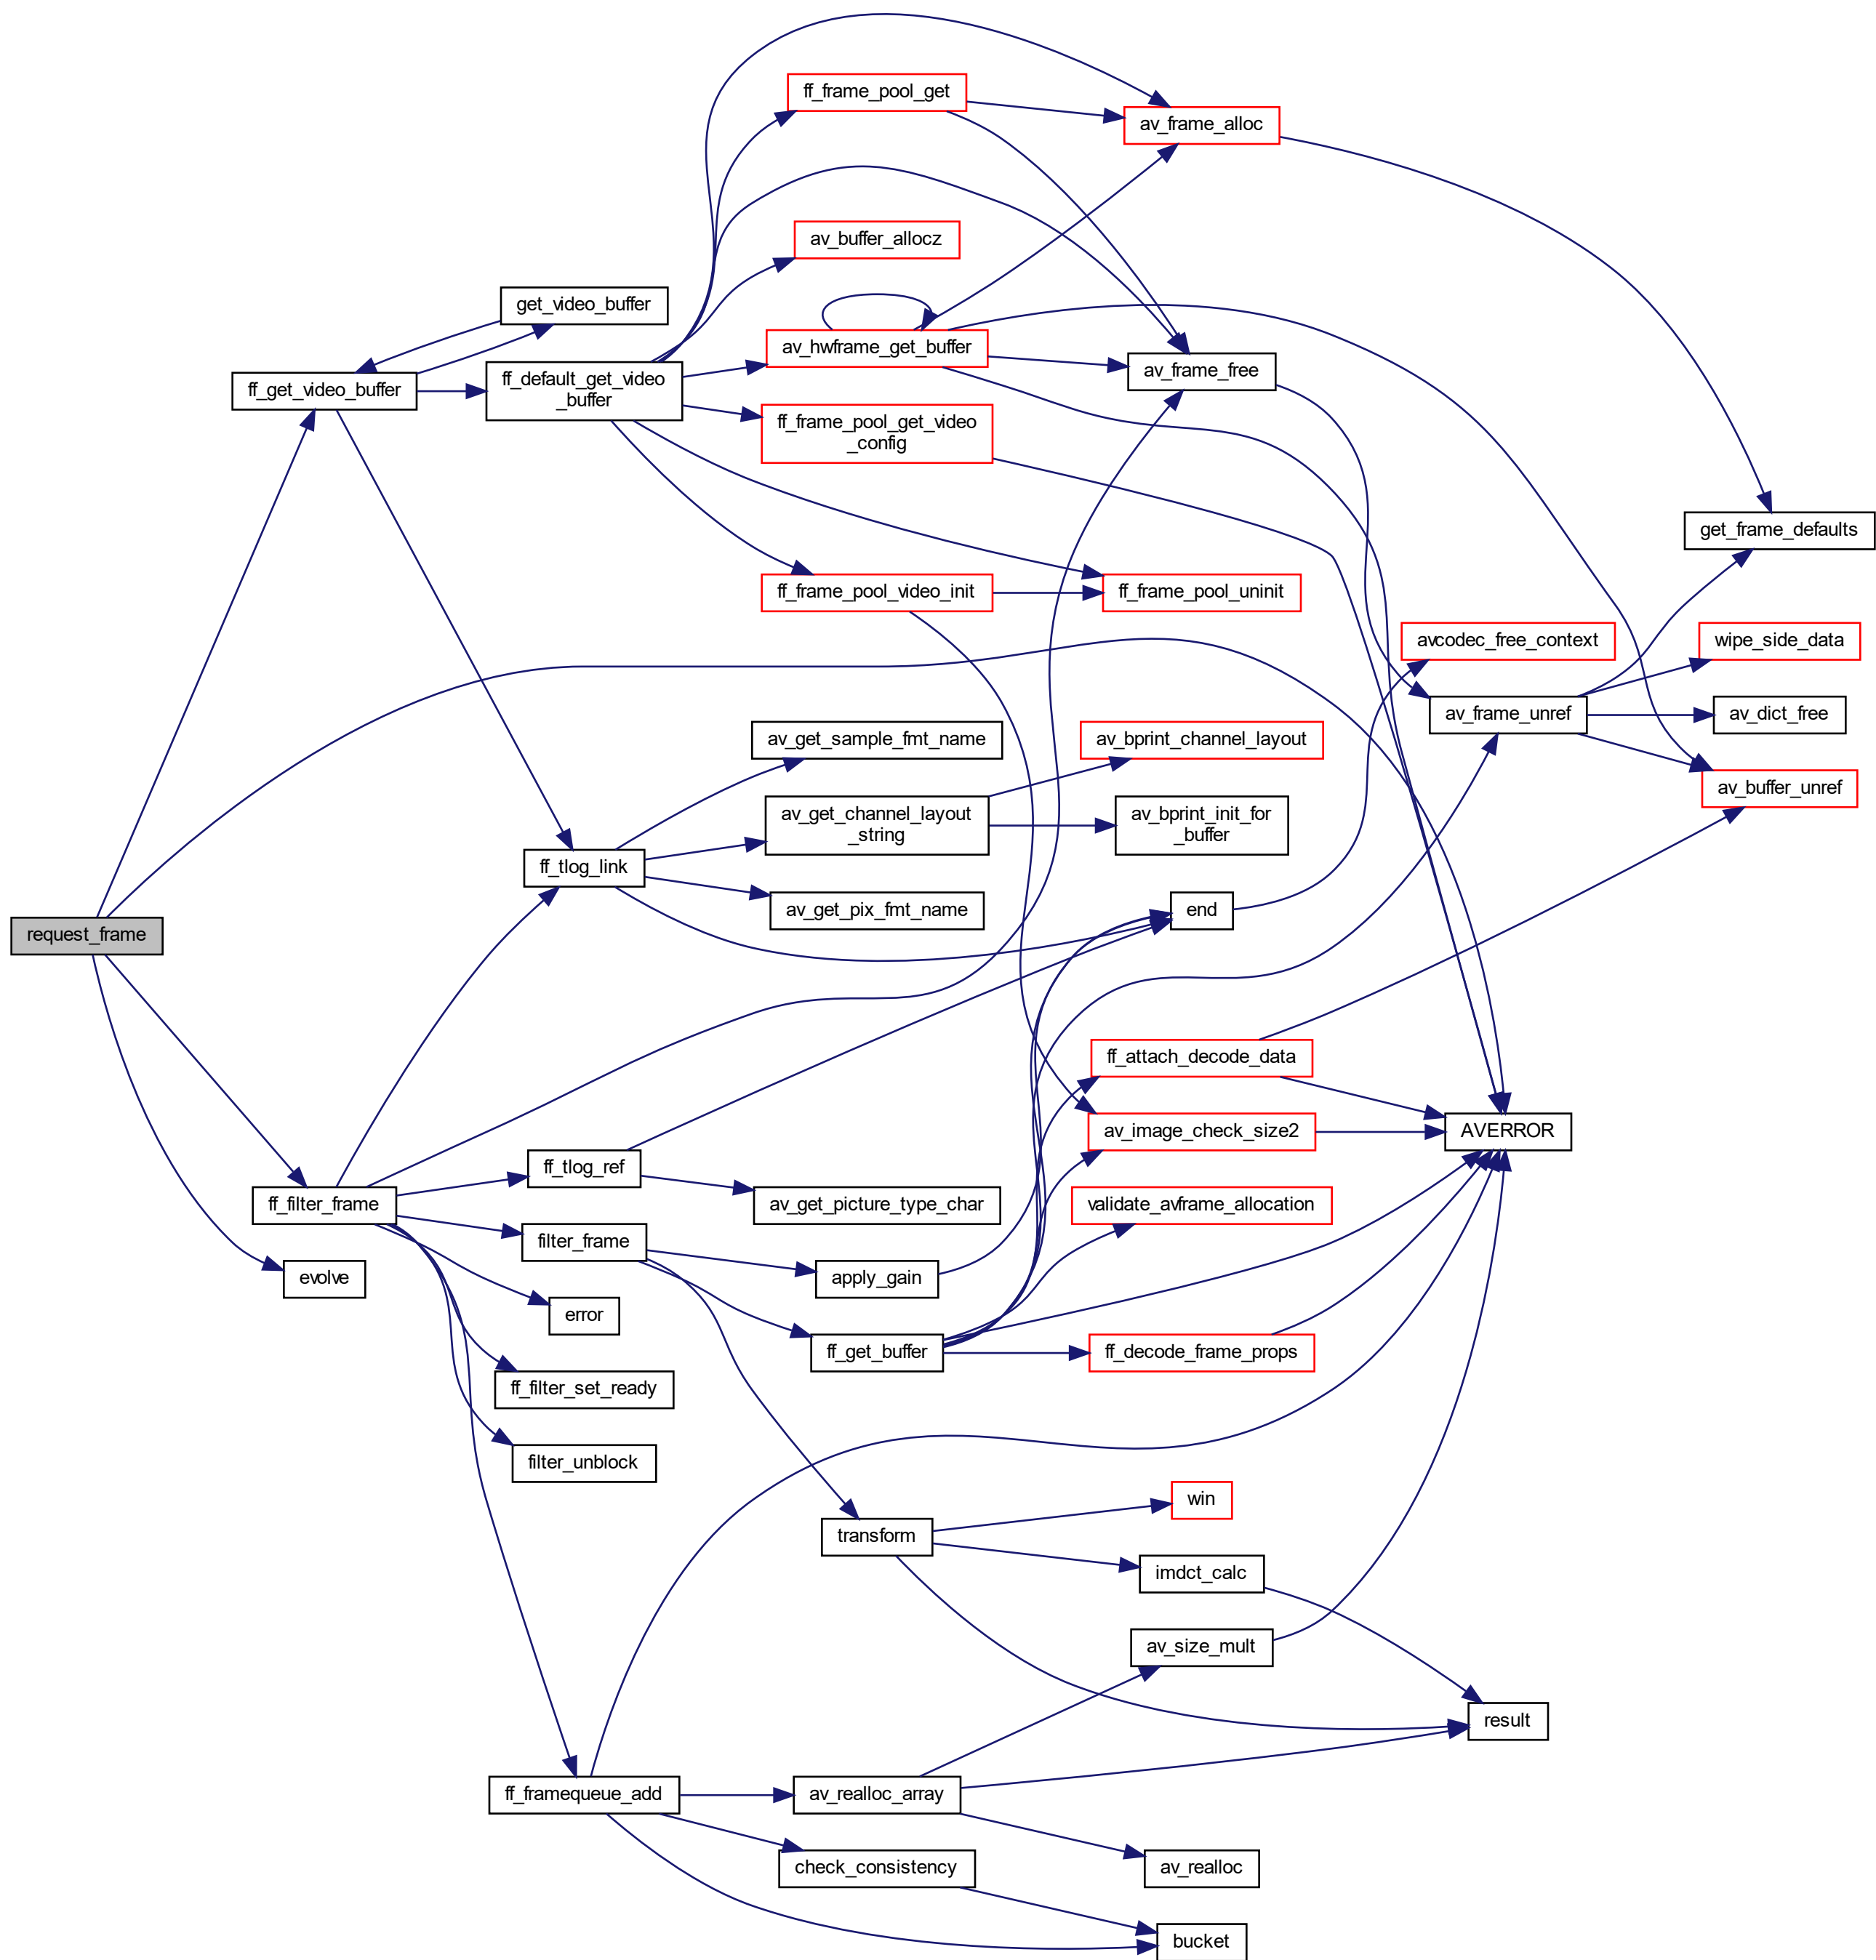 ff_frame_pool_get
av_frame_alloc
av_buffer_allocz
get_video_buffer
av_hwframe_get_buffer
av_frame_free
ff_get_video_buffer
ff_default_get_video
_buffer
ff_frame_pool_get_video
_config
get_frame_defaults
ff_frame_pool_video_init
ff_frame_pool_uninit
avcodec_free_context
wipe_side_data
av_frame_unref
av_dict_free
av_get_sample_fmt_name
av_bprint_channel_layout
av_buffer_unref
av_get_channel_layout
_string
av_bprint_init_for
_buffer
ff_tlog_link
av_get_pix_fmt_name
end
request_frame
ff_attach_decode_data
av_image_check_size2
AVERROR
ff_tlog_ref
av_get_picture_type_char
validate_avframe_allocation
ff_filter_frame
filter_frame
evolve
apply_gain
error
ff_get_buffer
ff_decode_frame_props
ff_filter_set_ready
filter_unblock
win
transform
imdct_calc
av_size_mult
result
ff_framequeue_add
av_realloc_array
check_consistency
av_realloc
bucket